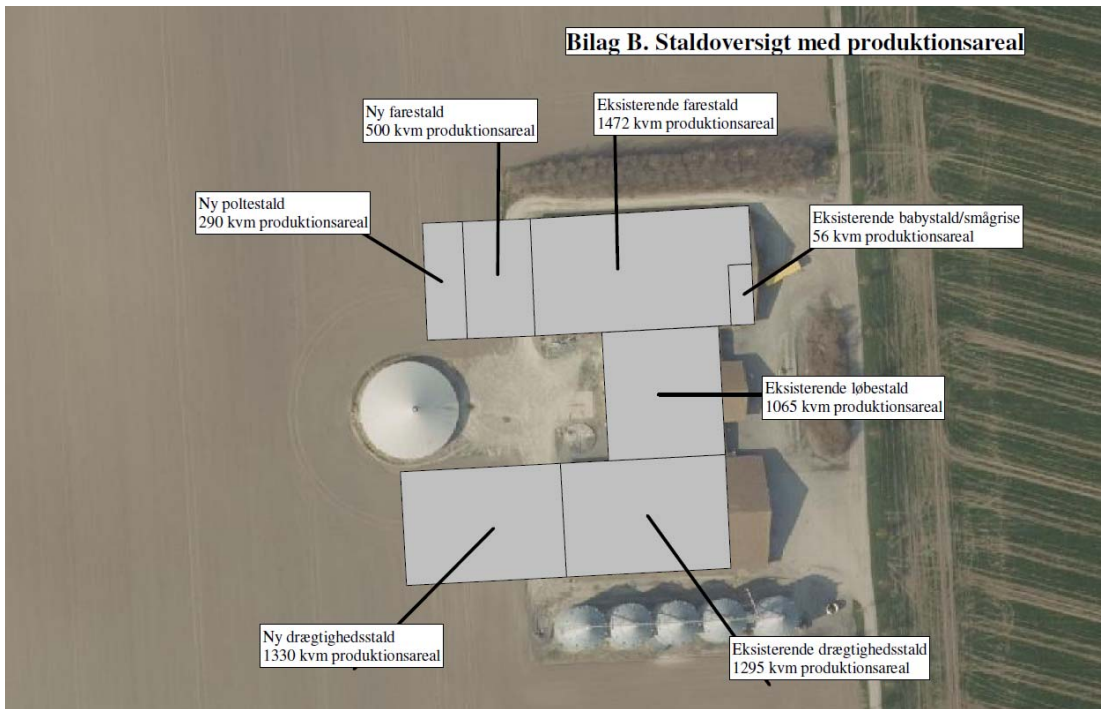 Bilag B. Staldoversigt med produktionsareal
Ny farestald
500 kvm produktionsareal
Eksisterende farestald
1472 kvm produktionsareal
Ny poltestald
290 kvm produktionsareal
Eksisterende babystald/smågrise
56 kvm produktionsareal
Eksisterende løbestald
1065 kvm produktionsareal
Ny drægtighedsstald
1330 kvm produktionsareal
Eksisterende drægtighedsstald
1295 kvm produktionsareal